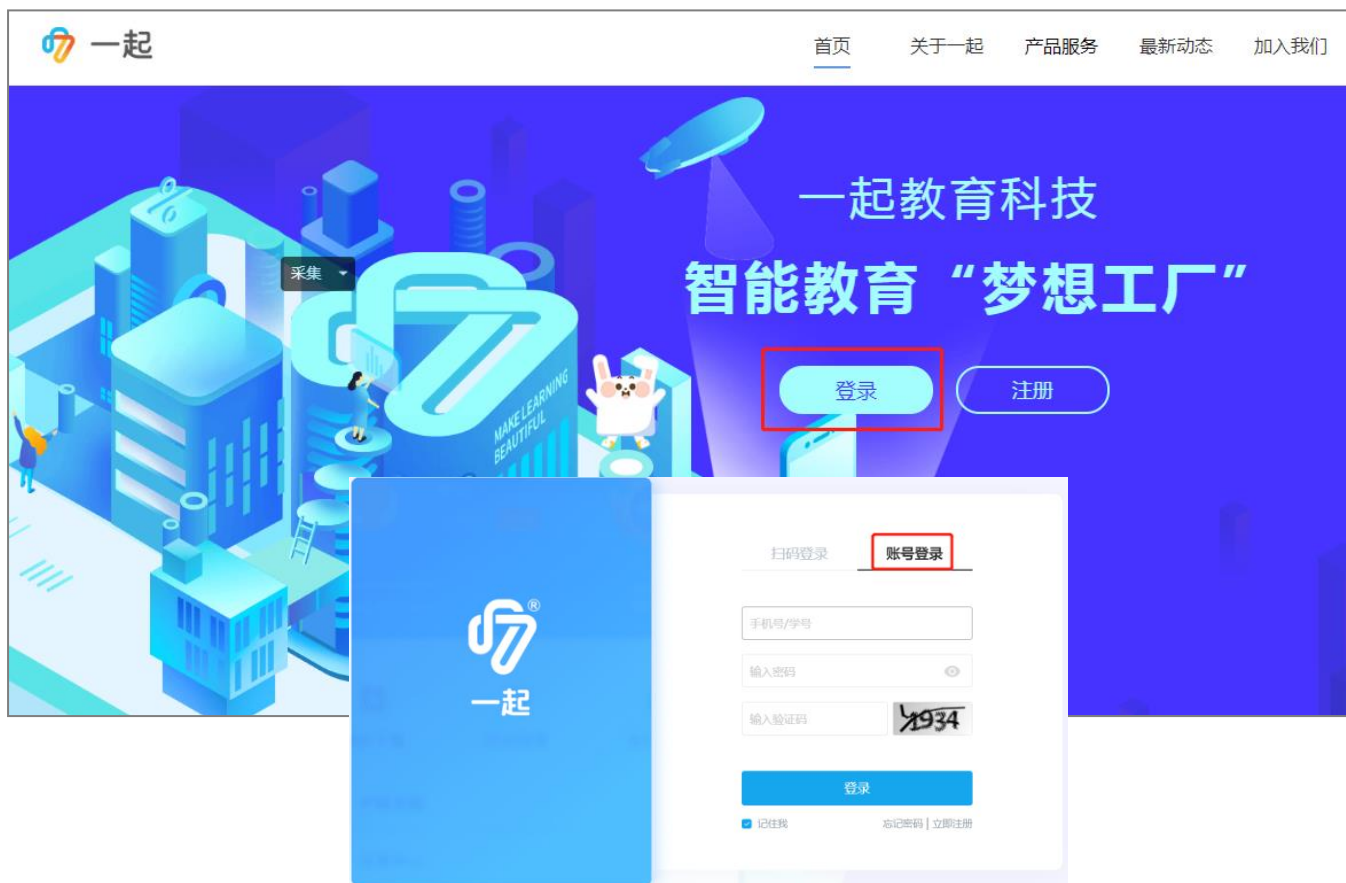 一起
首页 关于一起 产品服务 最新动态 加入我们
一起教育科技
采集
智能教育“梦想工厂”
登录 注册
MAKE LEARNING
BEAUTIFUL
扫码登录 账号登录
手机号/学号
®
输入密码
一起
输入验证码
登录
记住我 忘记密码 | 立即注册